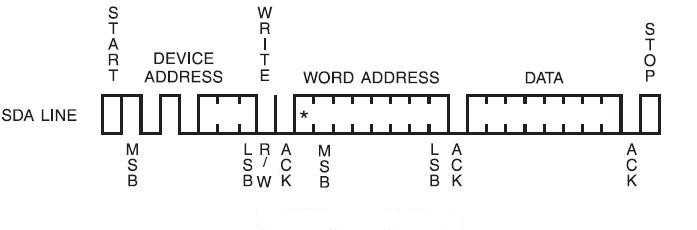 START
DEVICE
ADDRESS
WRITE
WORD ADDRESS
DATA
STOP
SDA LINE
*
MSB
LSB
R/W
ACK
MSB
LSB
ACK
ACK